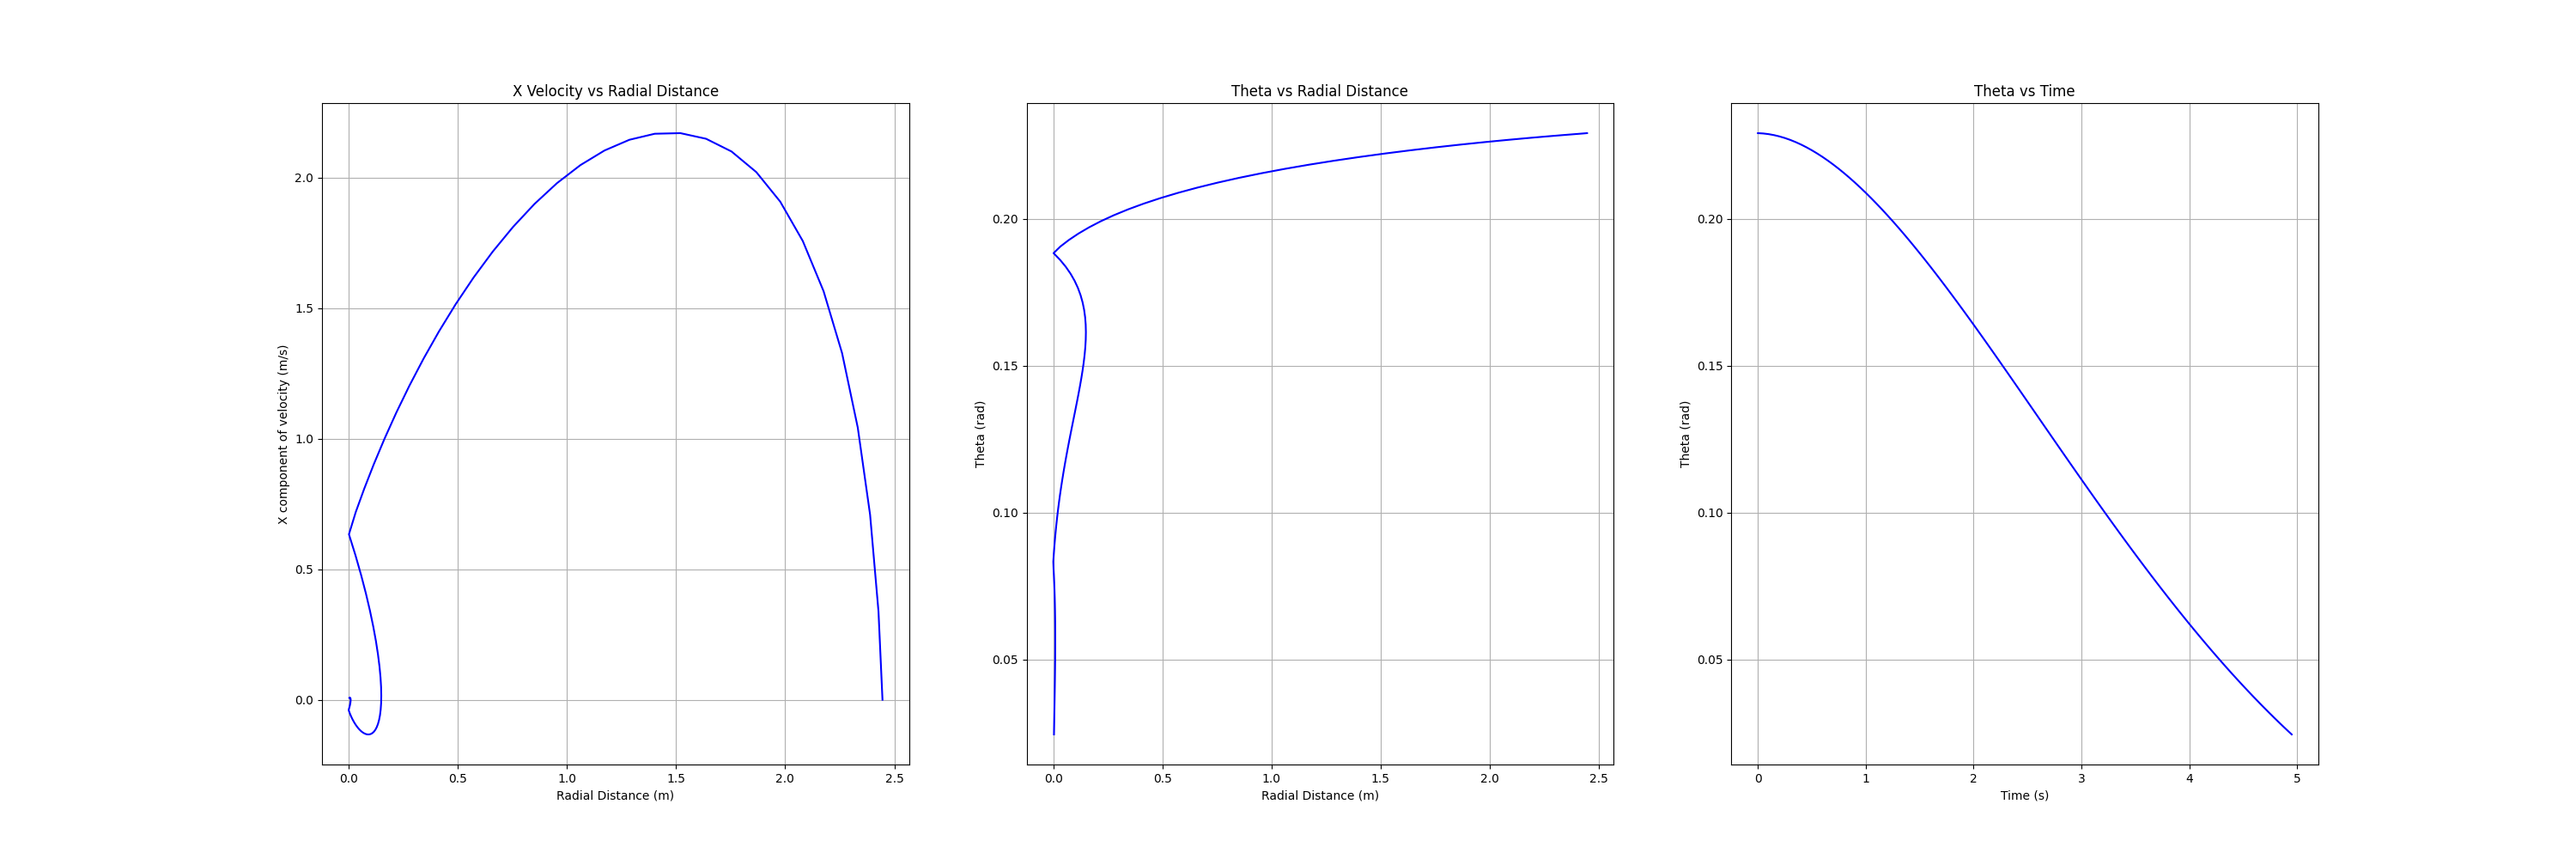 X Velocity vs Radial Distance
X component of velocity (m/s)
2.0
1.5
1.0
0.5
0.0
0.0 0.5 1.0 1.5 2.0 2.5
Radial Distance (m)
Theta vs Radial Distance
Theta (rad)
0.20
0.15
0.10
0.05
0.0 0.5 1.0 1.5 2.0 2.5
Radial Distance (m)
Theta vs Time
Theta (rad)
0.20
0.15
0.10
0.05
0 1 2 3 4 5
Time (s)